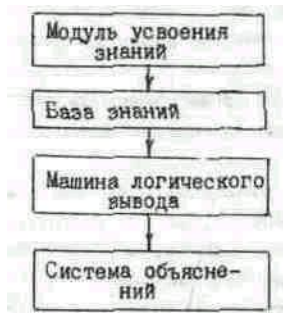 Модуль усвоения
знаний
База знаний
Машина логического
вывода
Система объясне-
ний